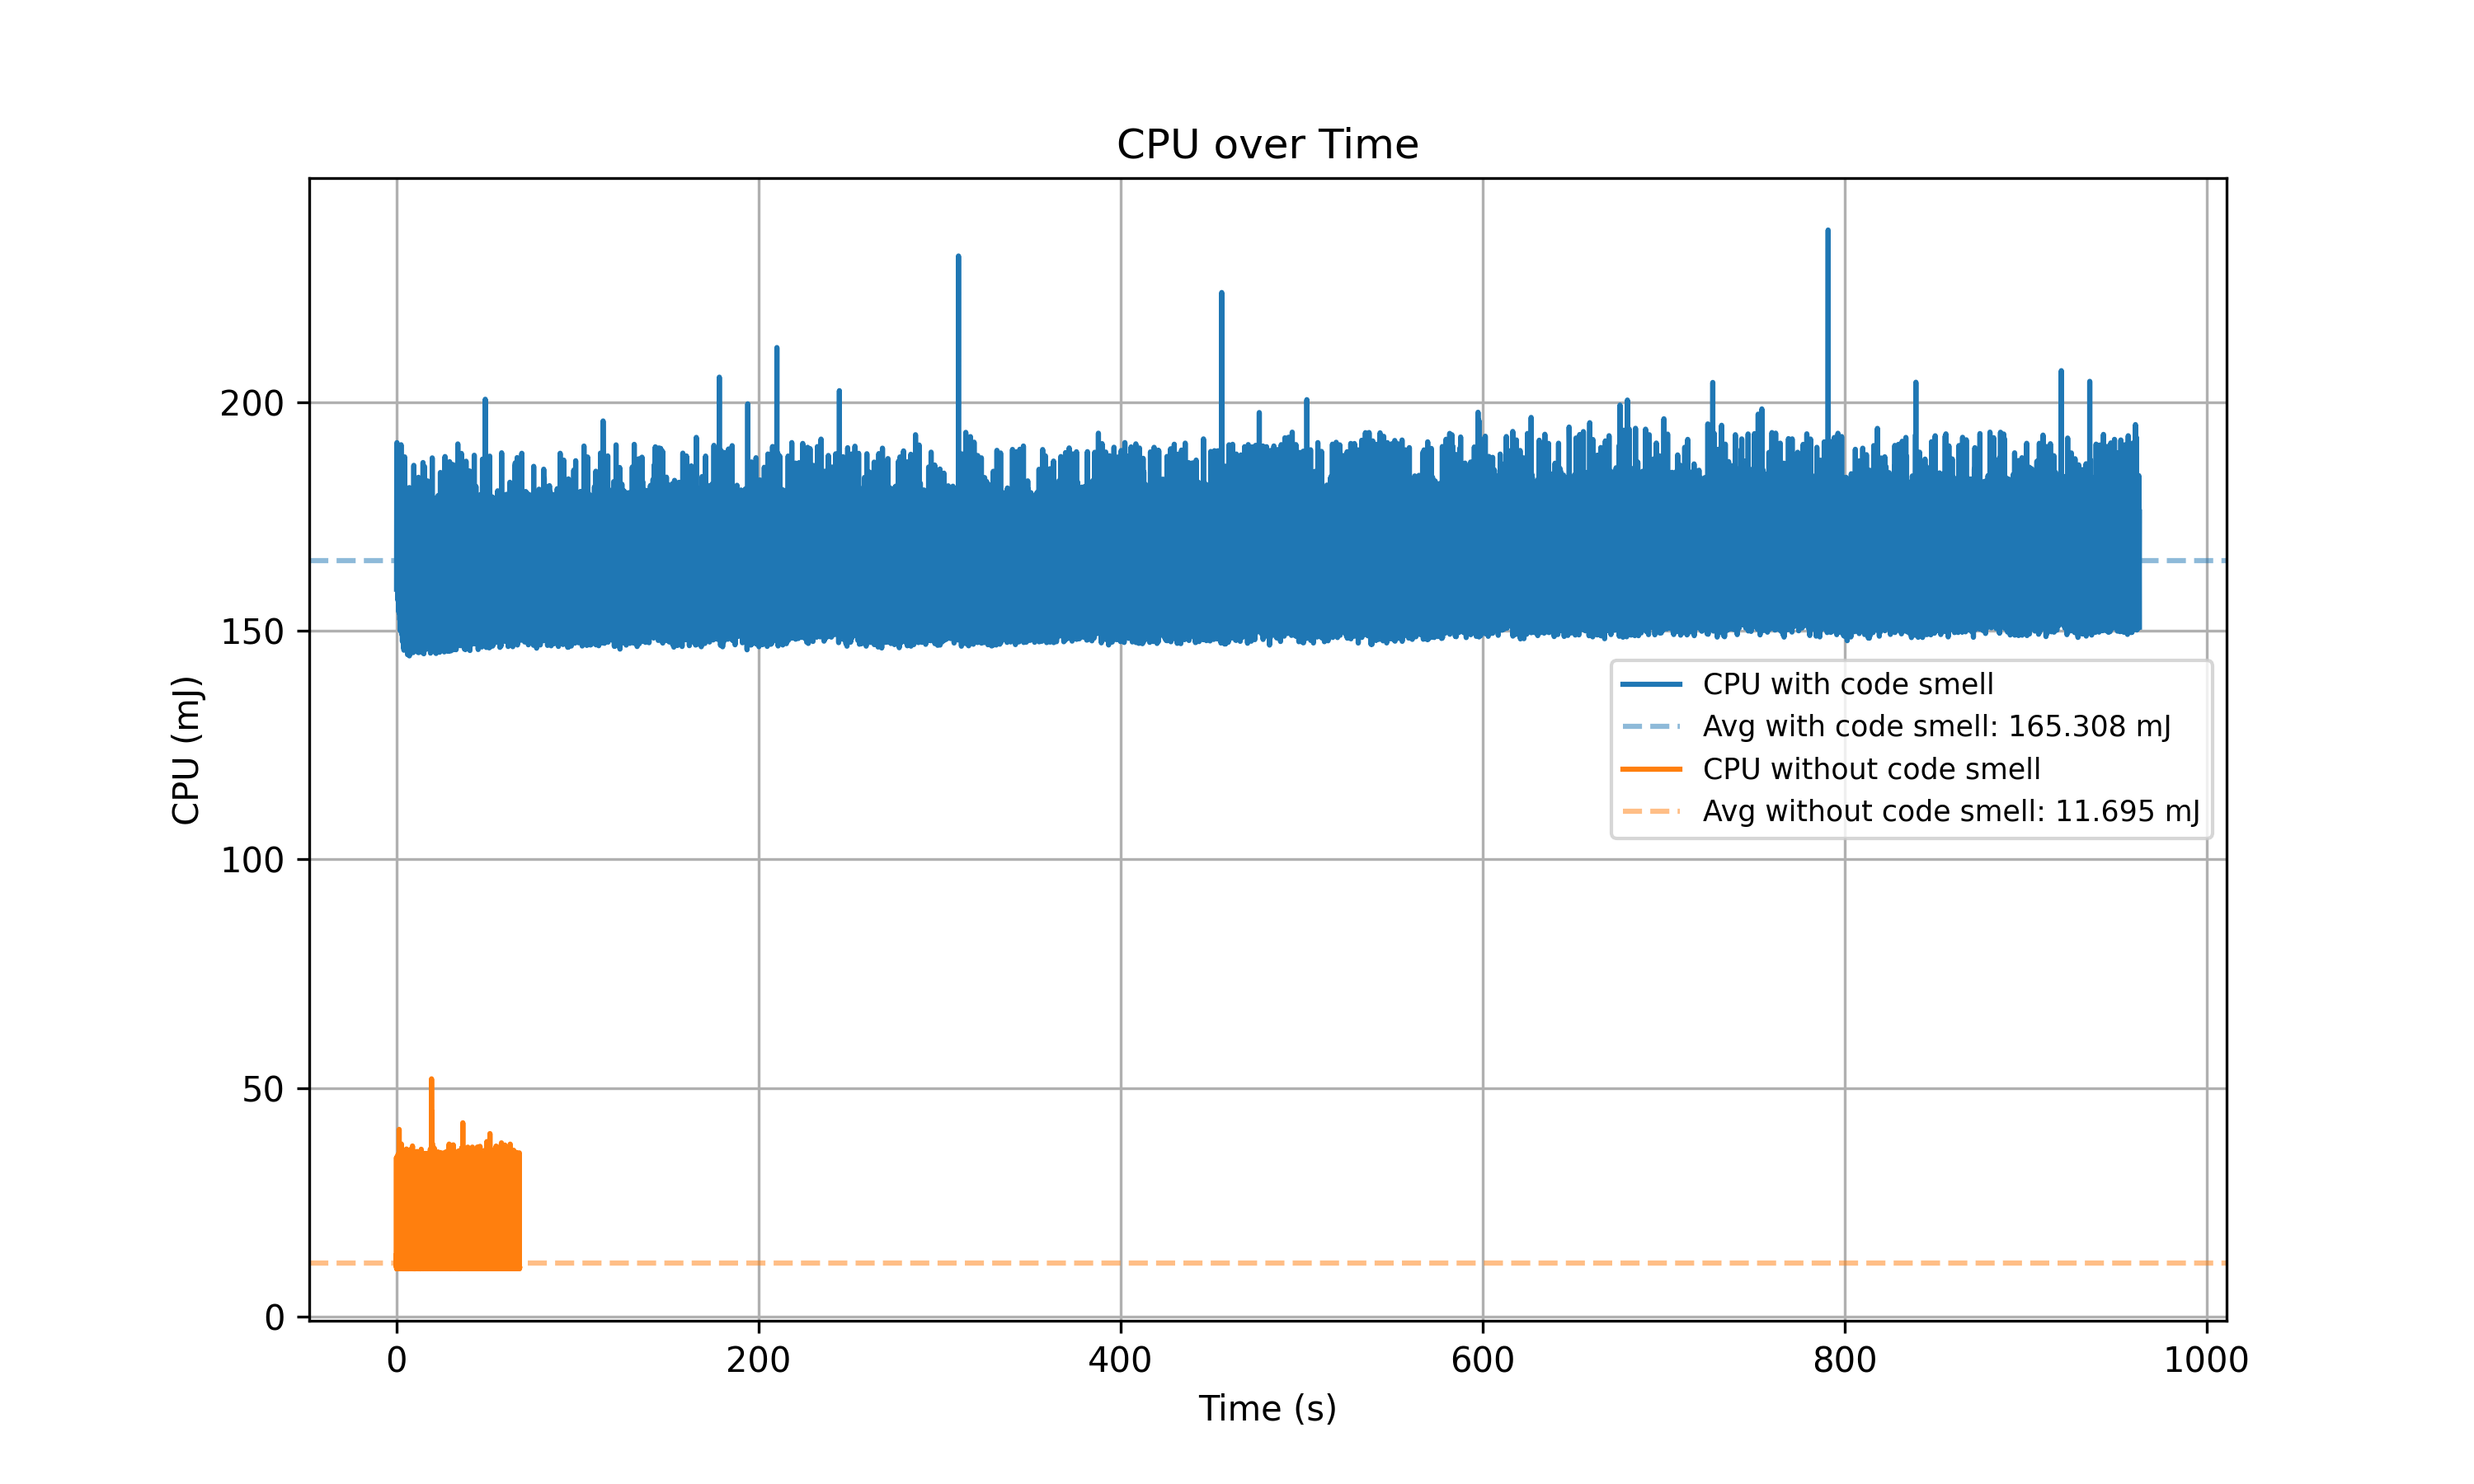 CPU over Time
CPU (mJ)
200
150
100
50
0
CPU with code smell
Avg with code smell: 165.308 mJ
CPU without code smell
Avg without code smell: 11.695 mJ
0 200 400 600 800 1000
Time (s)